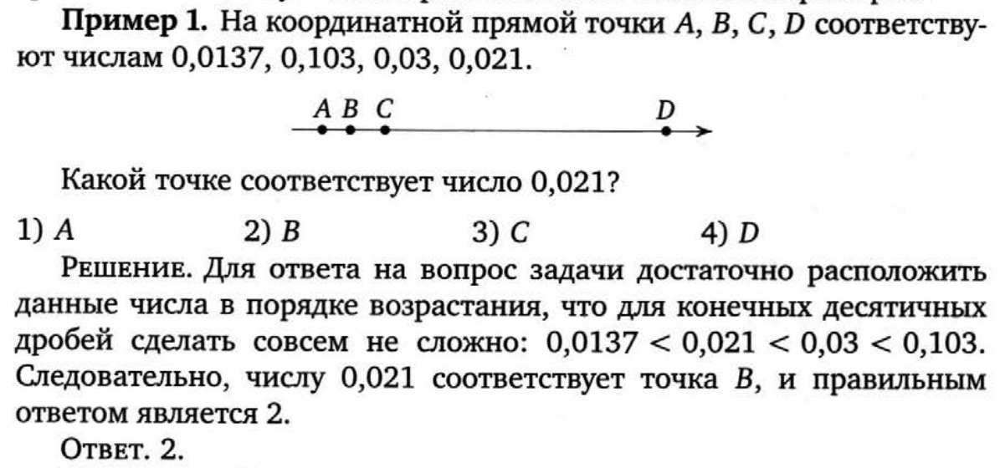 Пример 1. На координатной прямой точки A, B, C, D соответству-
ют числам 0,0137, 0,103, 0,03, 0,021.
A B C D
Какой точке соответствует число 0,021?
1) A 2) B 3) C 4) D
Решение. Для ответа на вопрос задачи достаточно расположить
данные числа в порядке возрастания, что для конечных десятичных
дробей сделать совсем не сложно: 0,0137 < 0,021 < 0,03 < 0,103.
Следовательно, числу 0,021 соответствует точка B, и правильным
ответом является 2.
Ответ. 2.